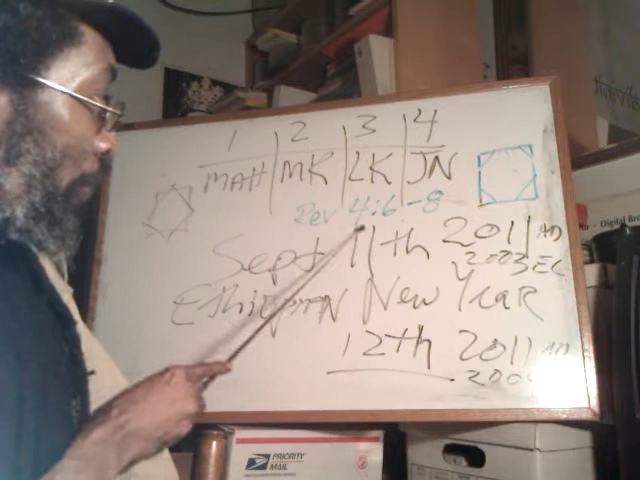 1 2 3 4
MAH MK LK JN
Rev 4:6-8
Sept 11th 2011 AD
2003 EC
Ethiopian New Year
12th 2011 AD
PRIORITY
MAIL